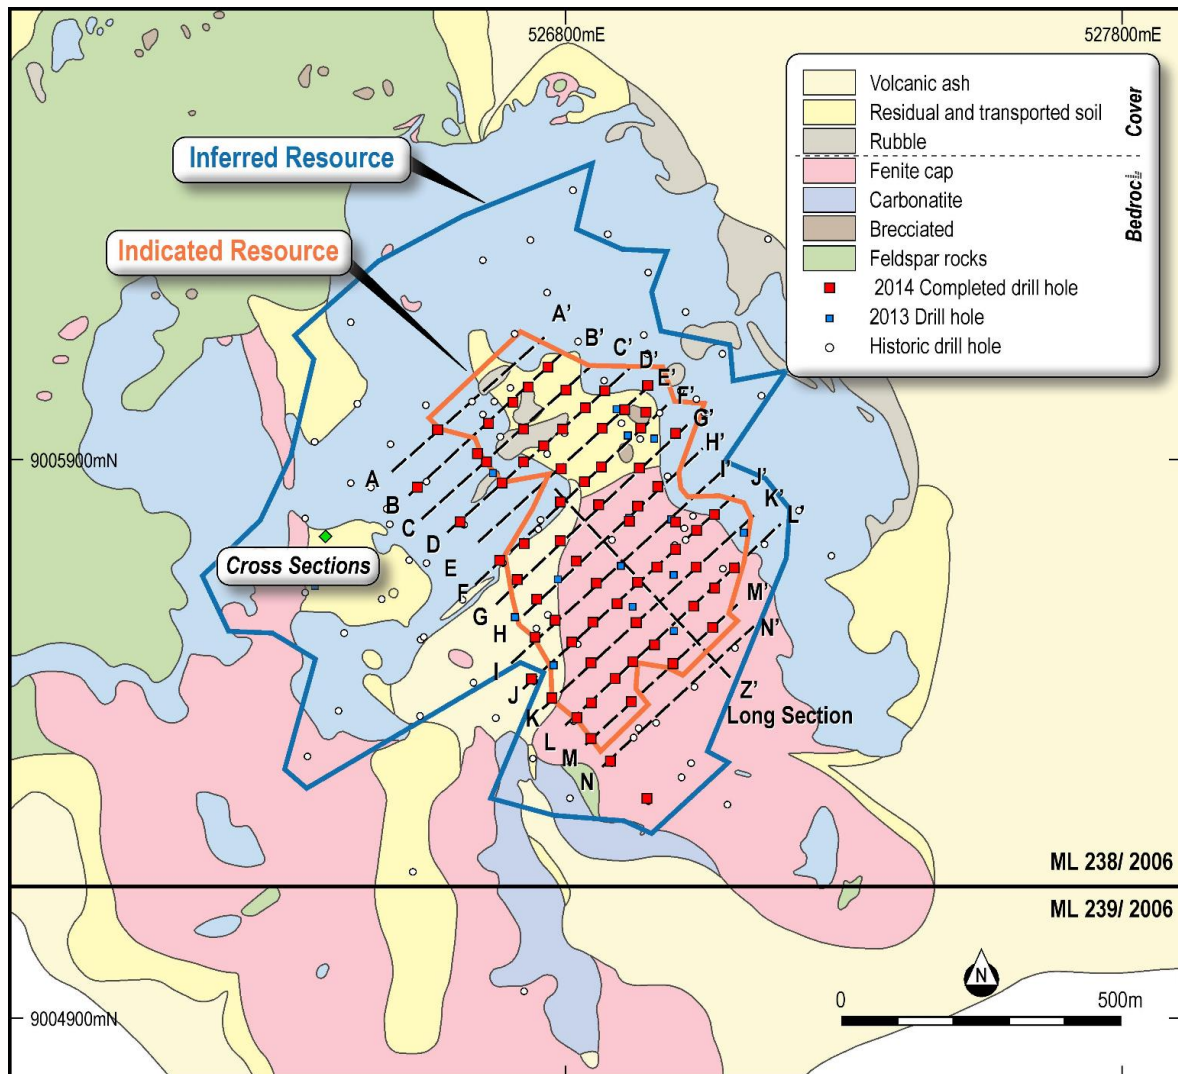 526800mE
527800mE
Volcanic ash
Residual and transported soil
Rubble
Cover
Fenite cap
Carbonatite
Brecciated
Feldspar rocks
2014 Completed drill hole
2013 Drill hole
Historic drill hole
Inferred Resource
Indicated Resource
A'
B'
C'
D'
E'
F'
G'
H'
I'
J'
K'
L'
M'
N'
Z'
Long Section
9005900mN
A
B
C
D
E
F
G
H
I
J
K
L
M
N
Cross Sections
ML 238/ 2006
ML 239/ 2006
N
0
500m
9004900mN